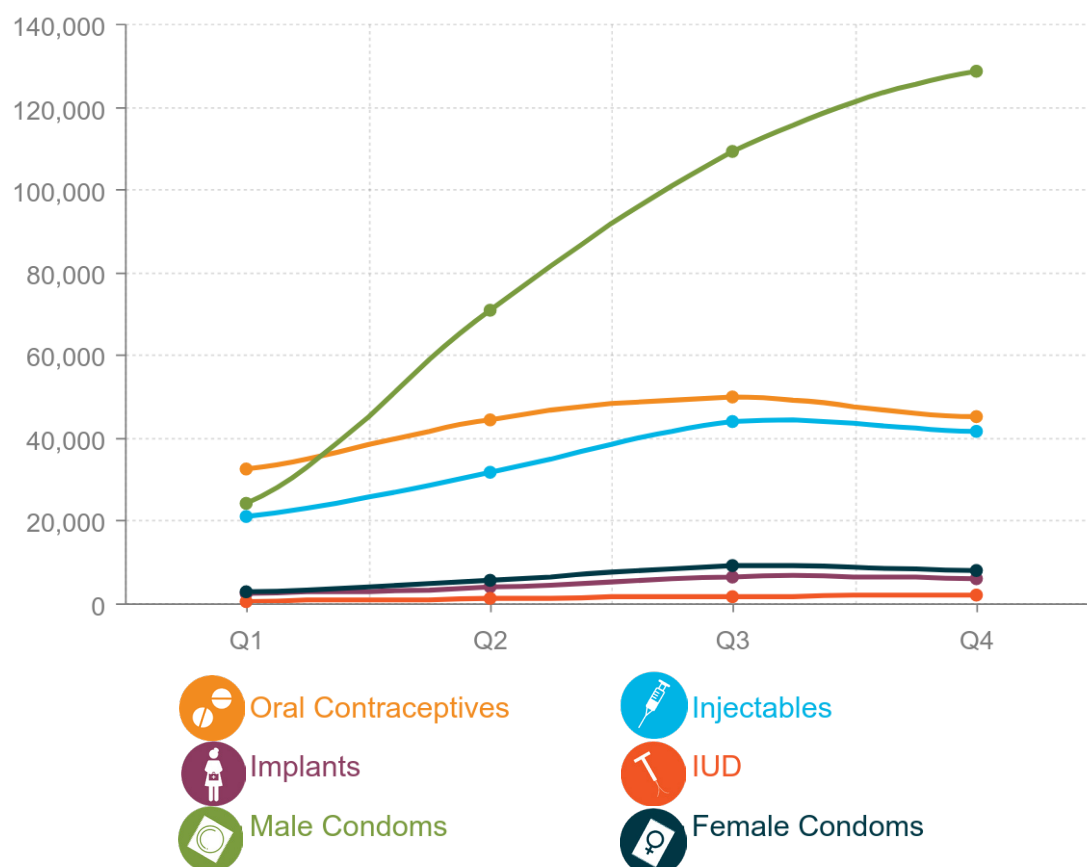 140,000
120,000
100,000
80,000
60,000
40,000
20,000
0
Q1 Q2 Q3 Q4
Oral Contraceptives Injectables
Implants IUD
Male Condoms Female Condoms